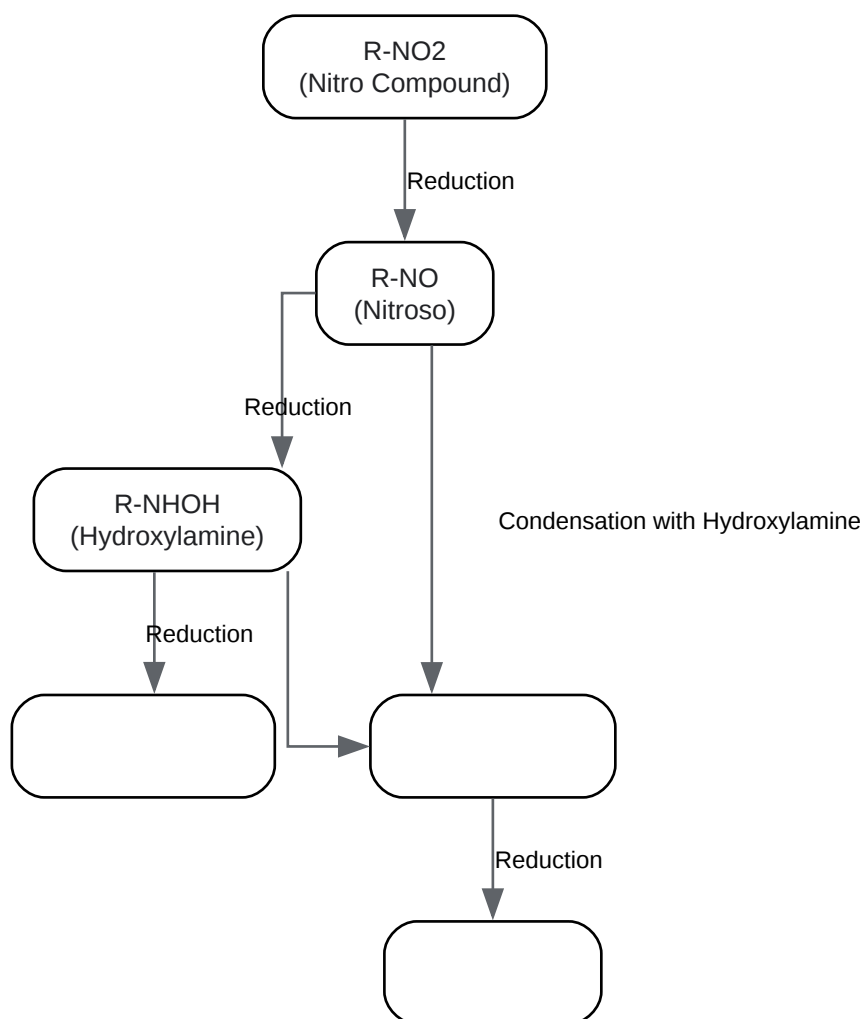 R-NO2
(Nitro Compound)
Reduction
R-NO
(Nitroso)
Reduction
R-NHOH
(Hydroxylamine)
Condensation with Hydroxylamine
Reduction
Reduction